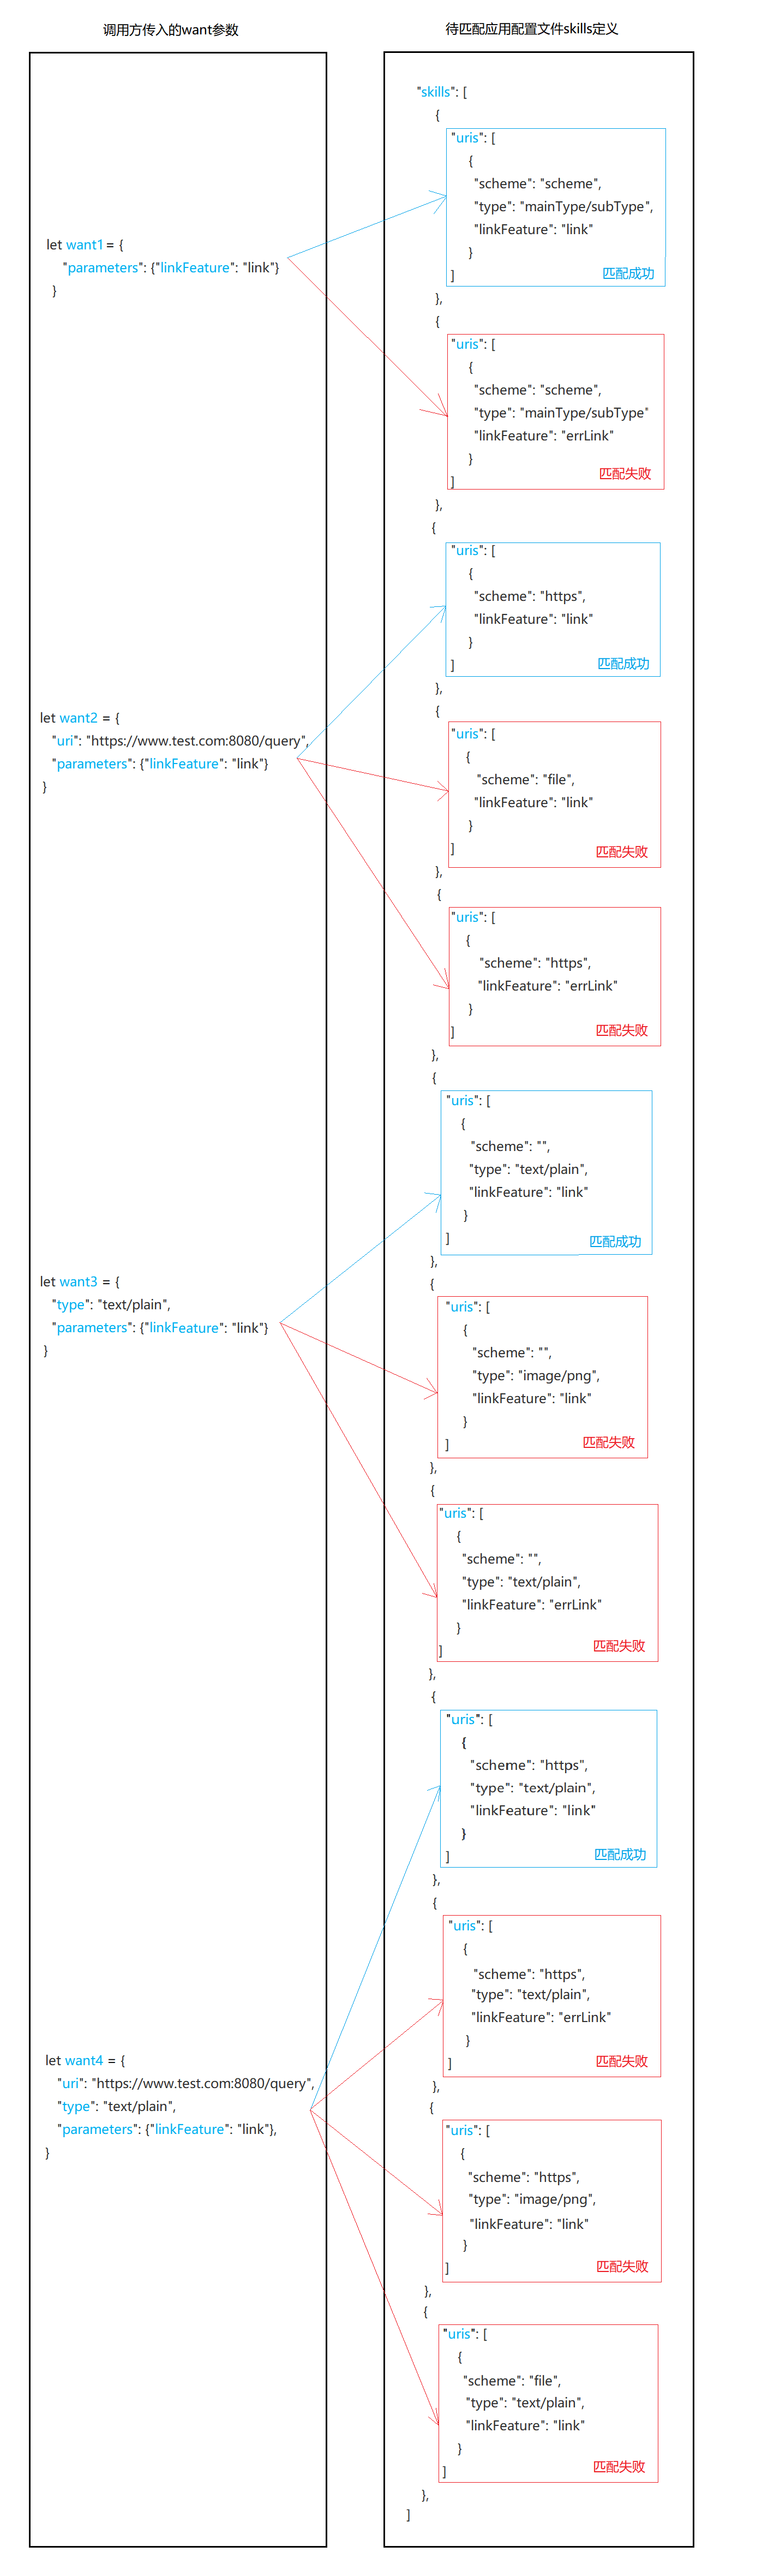 调用方传入的want参数
待匹配应用配置文件skills定义
let want1 = {
"parameters": {"linkFeature": "link"}
}
let want2 = {
"uri": "https://www.test.com:8080/query",
"parameters": {"linkFeature": "link"}
}
let want3 = {
"type": "text/plain",
"parameters": {"linkFeature": "link"}
}
let want4 = {
"uri": "https://www.test.com:8080/query",
"type": "text/plain",
"parameters": {"linkFeature": "link"},
}
"skills": [
{
"uris": [
{
"scheme": "scheme",
"type": "mainType/subType",
"linkFeature": "link"
}
] 匹配成功
},
{
"uris": [
{
"scheme": "scheme",
"type": "mainType/subType"
"linkFeature": "errLink"
}
] 匹配失败
},
{
"uris": [
{
"scheme": "https",
"linkFeature": "link"
}
] 匹配成功
},
{
"uris": [
{
"scheme": "file",
"linkFeature": "link"
}
] 匹配失败
},
{
"uris": [
{
"scheme": "https",
"linkFeature": "errLink"
}
] 匹配失败
},
{
"uris": [
{
"scheme": "",
"type": "text/plain",
"linkFeature": "link"
}
] 匹配成功
},
{
"uris": [
{
"scheme": "",
"type": "image/png",
"linkFeature": "link"
}
] 匹配失败
},
{
"uris": [
{
"scheme": "",
"type": "text/plain",
"linkFeature": "errLink"
}
] 匹配失败
},
{
"uris": [
{
"scheme": "https",
"type": "text/plain",
"linkFeature": "link"
}
] 匹配成功
},
{
"uris": [
{
"scheme": "https",
"type": "text/plain",
"linkFeature": "errLink"
}
] 匹配失败
},
{
"uris": [
{
"scheme": "https",
"type": "image/png",
"linkFeature": "link"
}
] 匹配失败
},
{
"uris": [
{
"scheme": "file",
"type": "text/plain",
"linkFeature": "link"
}
] 匹配失败
},
]